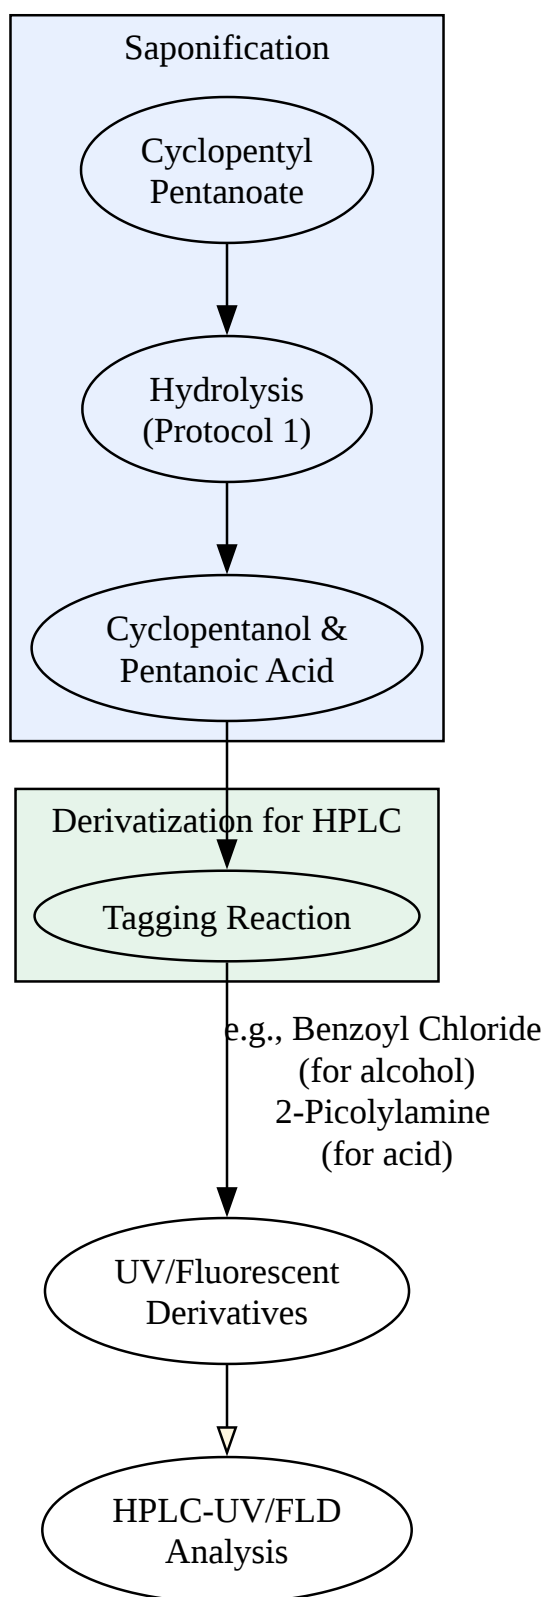 Saponification
Cyclopentyl
Pentanoate
Hydrolysis
(Protocol 1)
Cyclopentanol &
Pentanoic Acid
Derivatization for HPLC
Tagging Reaction
e.g., Benzoyl Chloride
(for alcohol)
2-Picolylamine
(for acid)
UV/Fluorescent
Derivatives
HPLC-UV/FLD
Analysis